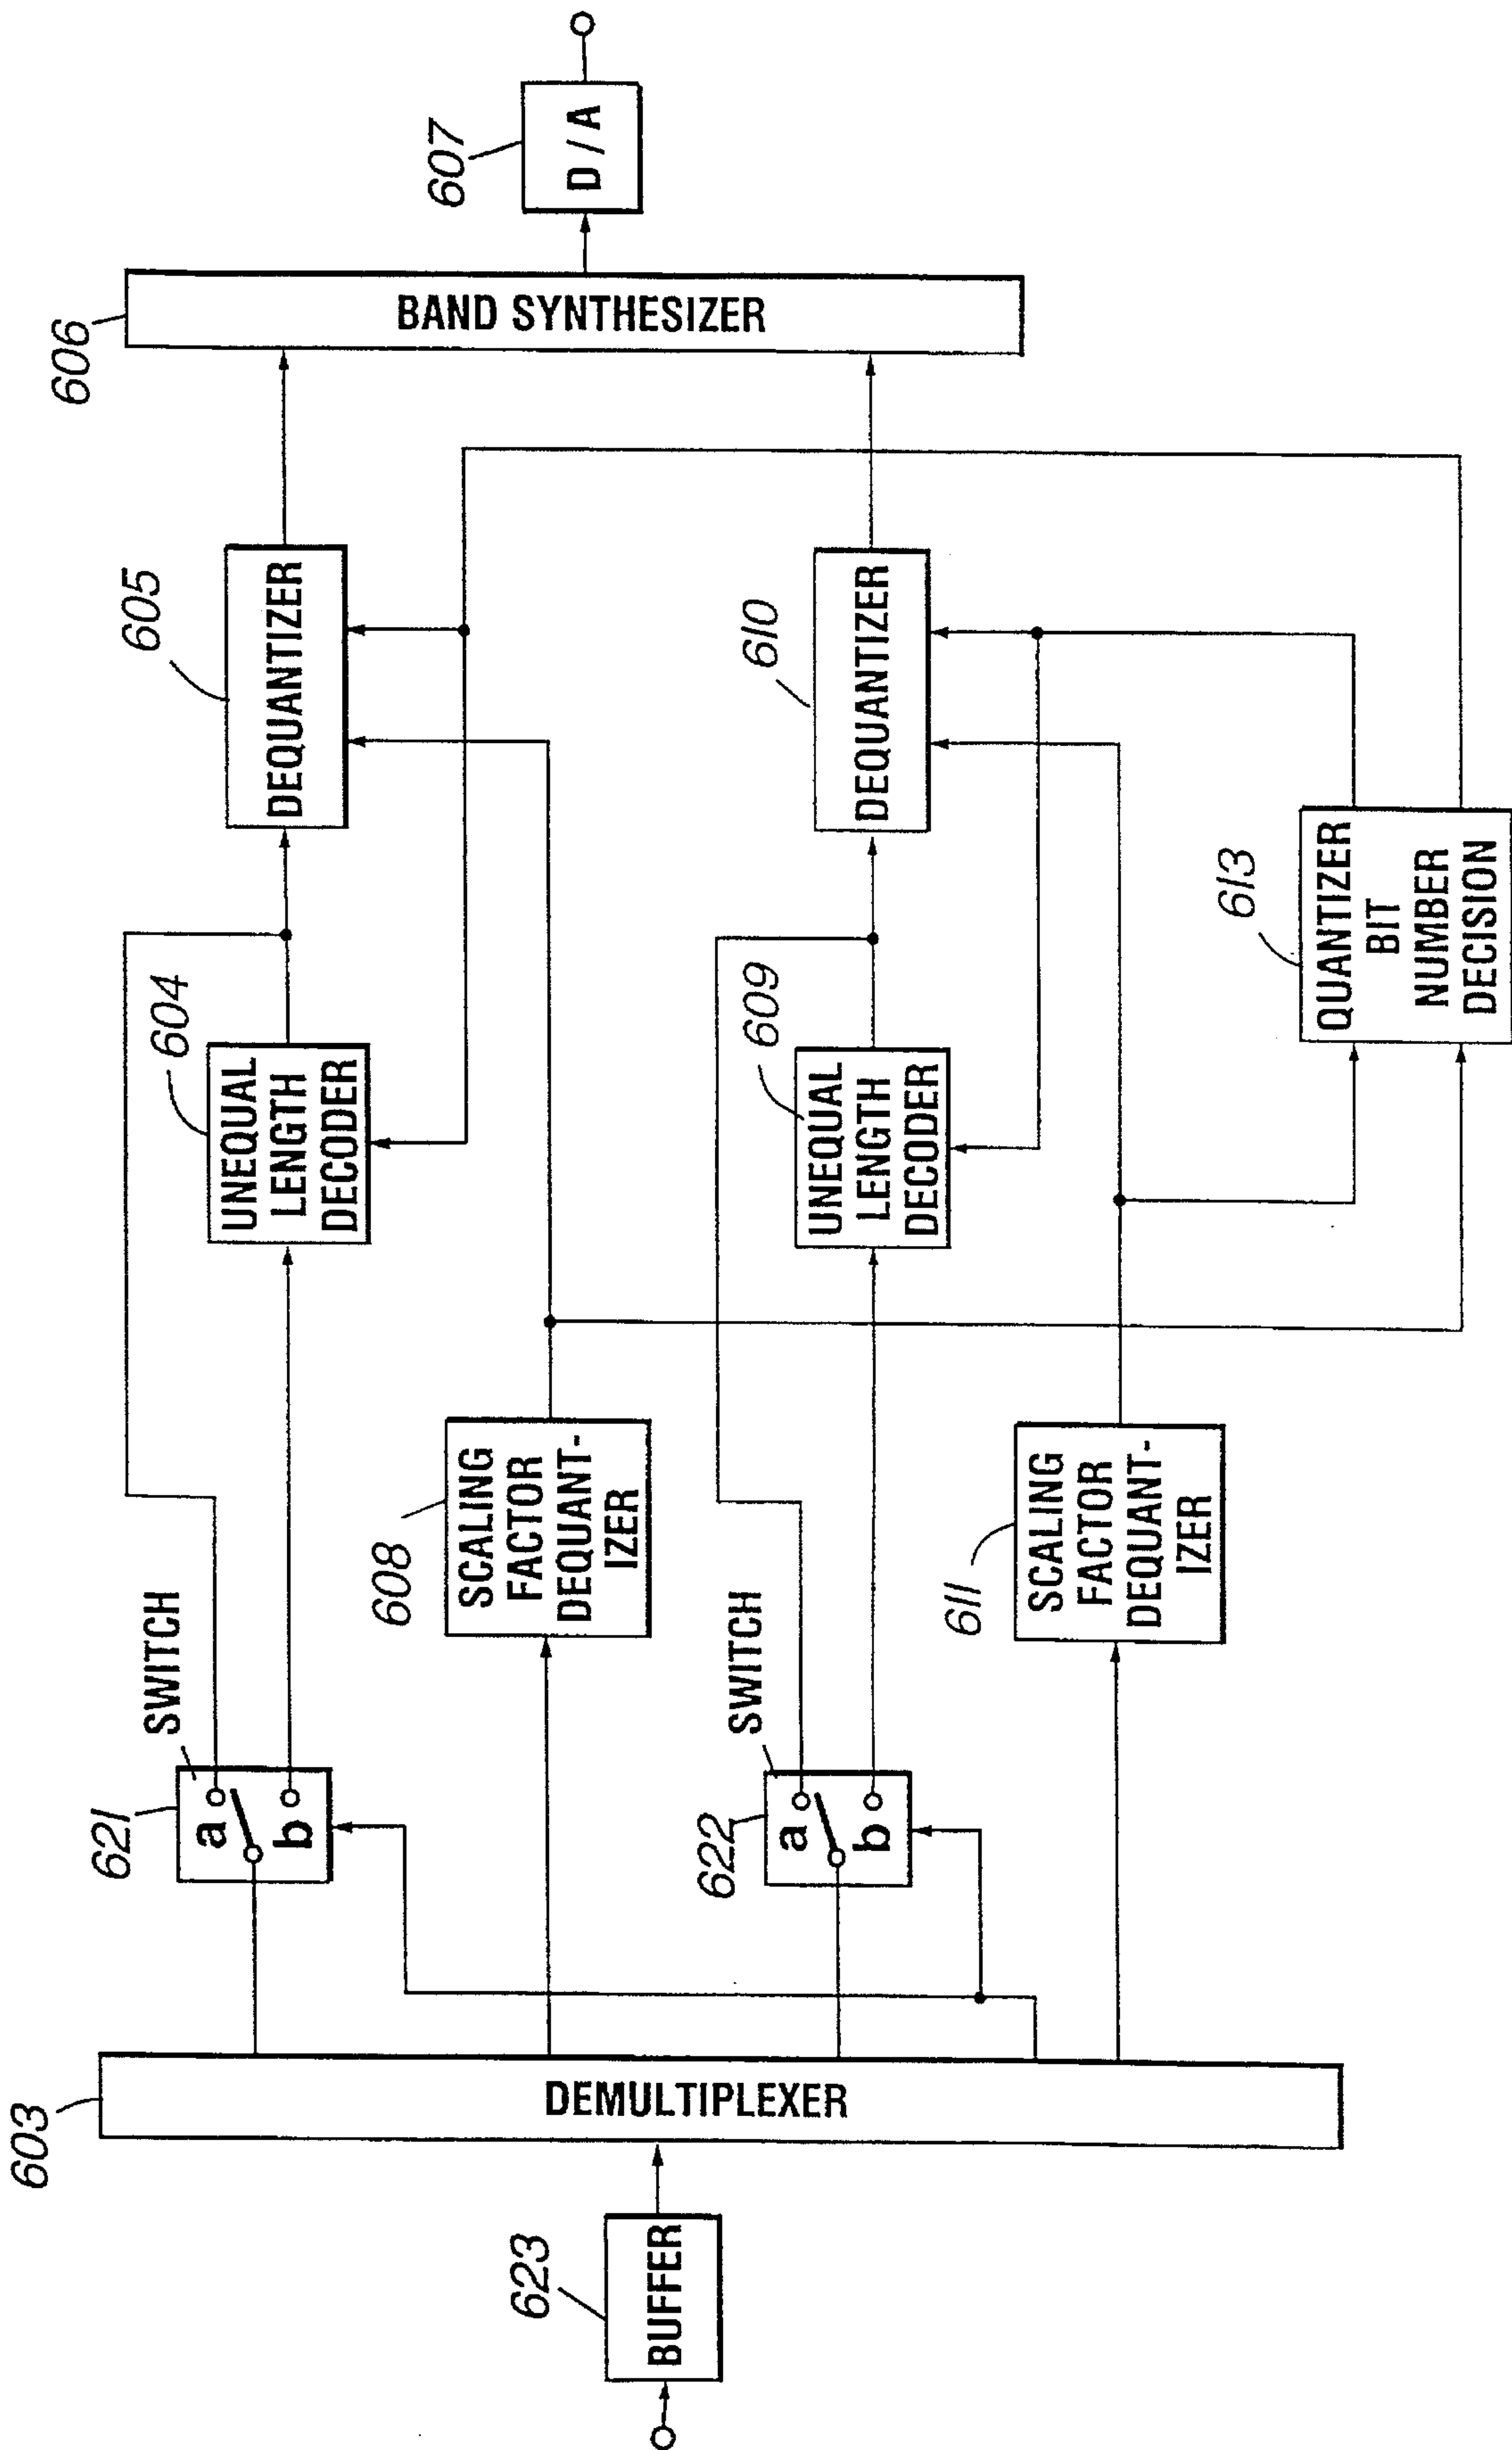 603
DEMULTIPLEXER
623
BUFFER
621
SWITCH
a
b
604
UNEQUAL
LENGTH
DECODER
605
DEQUANTIZER
606
BAND SYNTHESIZER
607
D / A
608
SCALING
FACTOR
DEQUANT-
IZER
622
SWITCH
a
b
609
UNEQUAL
LENGTH
DECODER
610
DEQUANTIZER
611
SCALING
FACTOR
DEQUANT-
IZER
613
QUANTIZER
BIT
NUMBER
DECISION